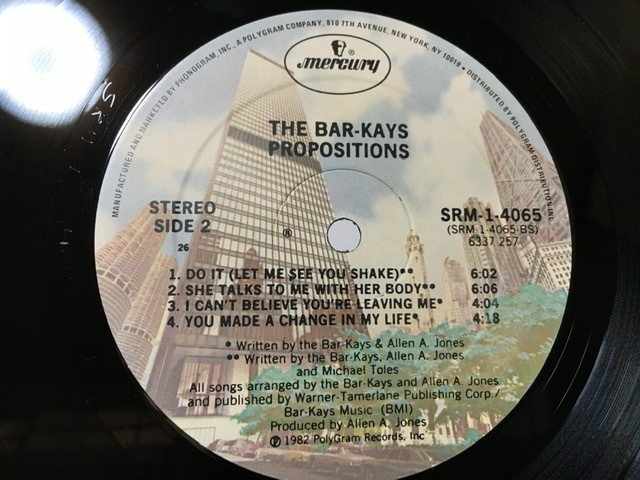 MANUFACTURED AND MARKETED BY PHONOGRAM, INC., A POLYGRAM COMPANY, 810 7TH AVENUE, NEW YORK, NY 10019 • DISTRIBUTED BY POLYGRAM DISTRIBUTION, INC.
mercury®
THE BAR-KAYS
PROPOSITIONS
STEREO
SIDE 2
26
®
SRM-1-4065
(SRM-1-4065-BS)
6337 257
1. DO IT (LET ME SEE YOU SHAKE)** 6:02
2. SHE TALKS TO ME WITH HER BODY** 6:06
3. I CAN'T BELIEVE YOU'RE LEAVING ME* 4:04
4. YOU MADE A CHANGE IN MY LIFE* 4:18
* Written by the Bar-Kays & Allen A. Jones
** Written by the Bar-Kays, Allen A. Jones
and Michael Toles
All songs arranged by the Bar-Kays and Allen A. Jones
and published by Warner-Tamerlane Publishing Corp./
Bar-Kays Music (BMI)
Produced by Allen A. Jones
℗ 1982 PolyGram Records, Inc